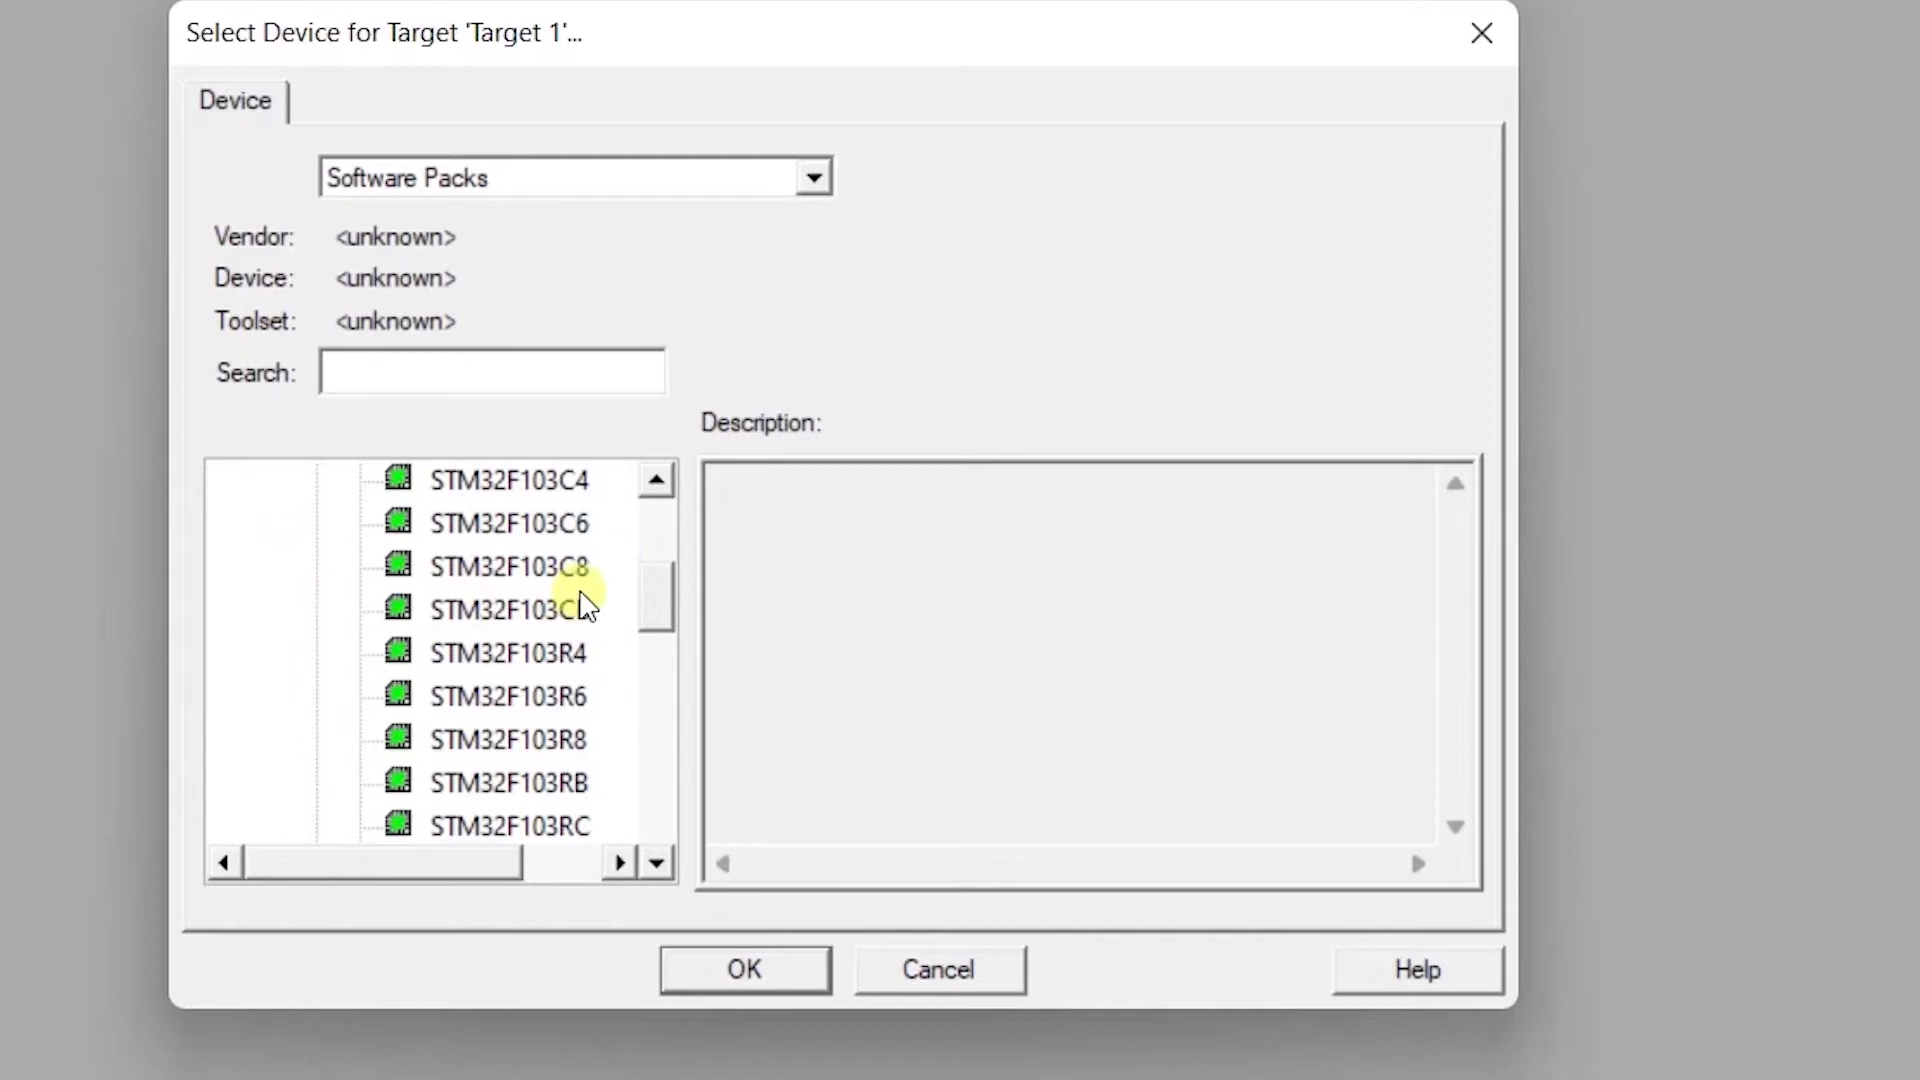 Select Device for Target 'Target 1'...
Device
Software Packs
Vendor: <unknown>
Device: <unknown>
Toolset: <unknown>
Search:
Description:
STM32F103C4
STM32F103C6
STM32F103C8
STM32F103R4
STM32F103R6
STM32F103R8
STM32F103RB
STM32F103RC
OK
Cancel
Help